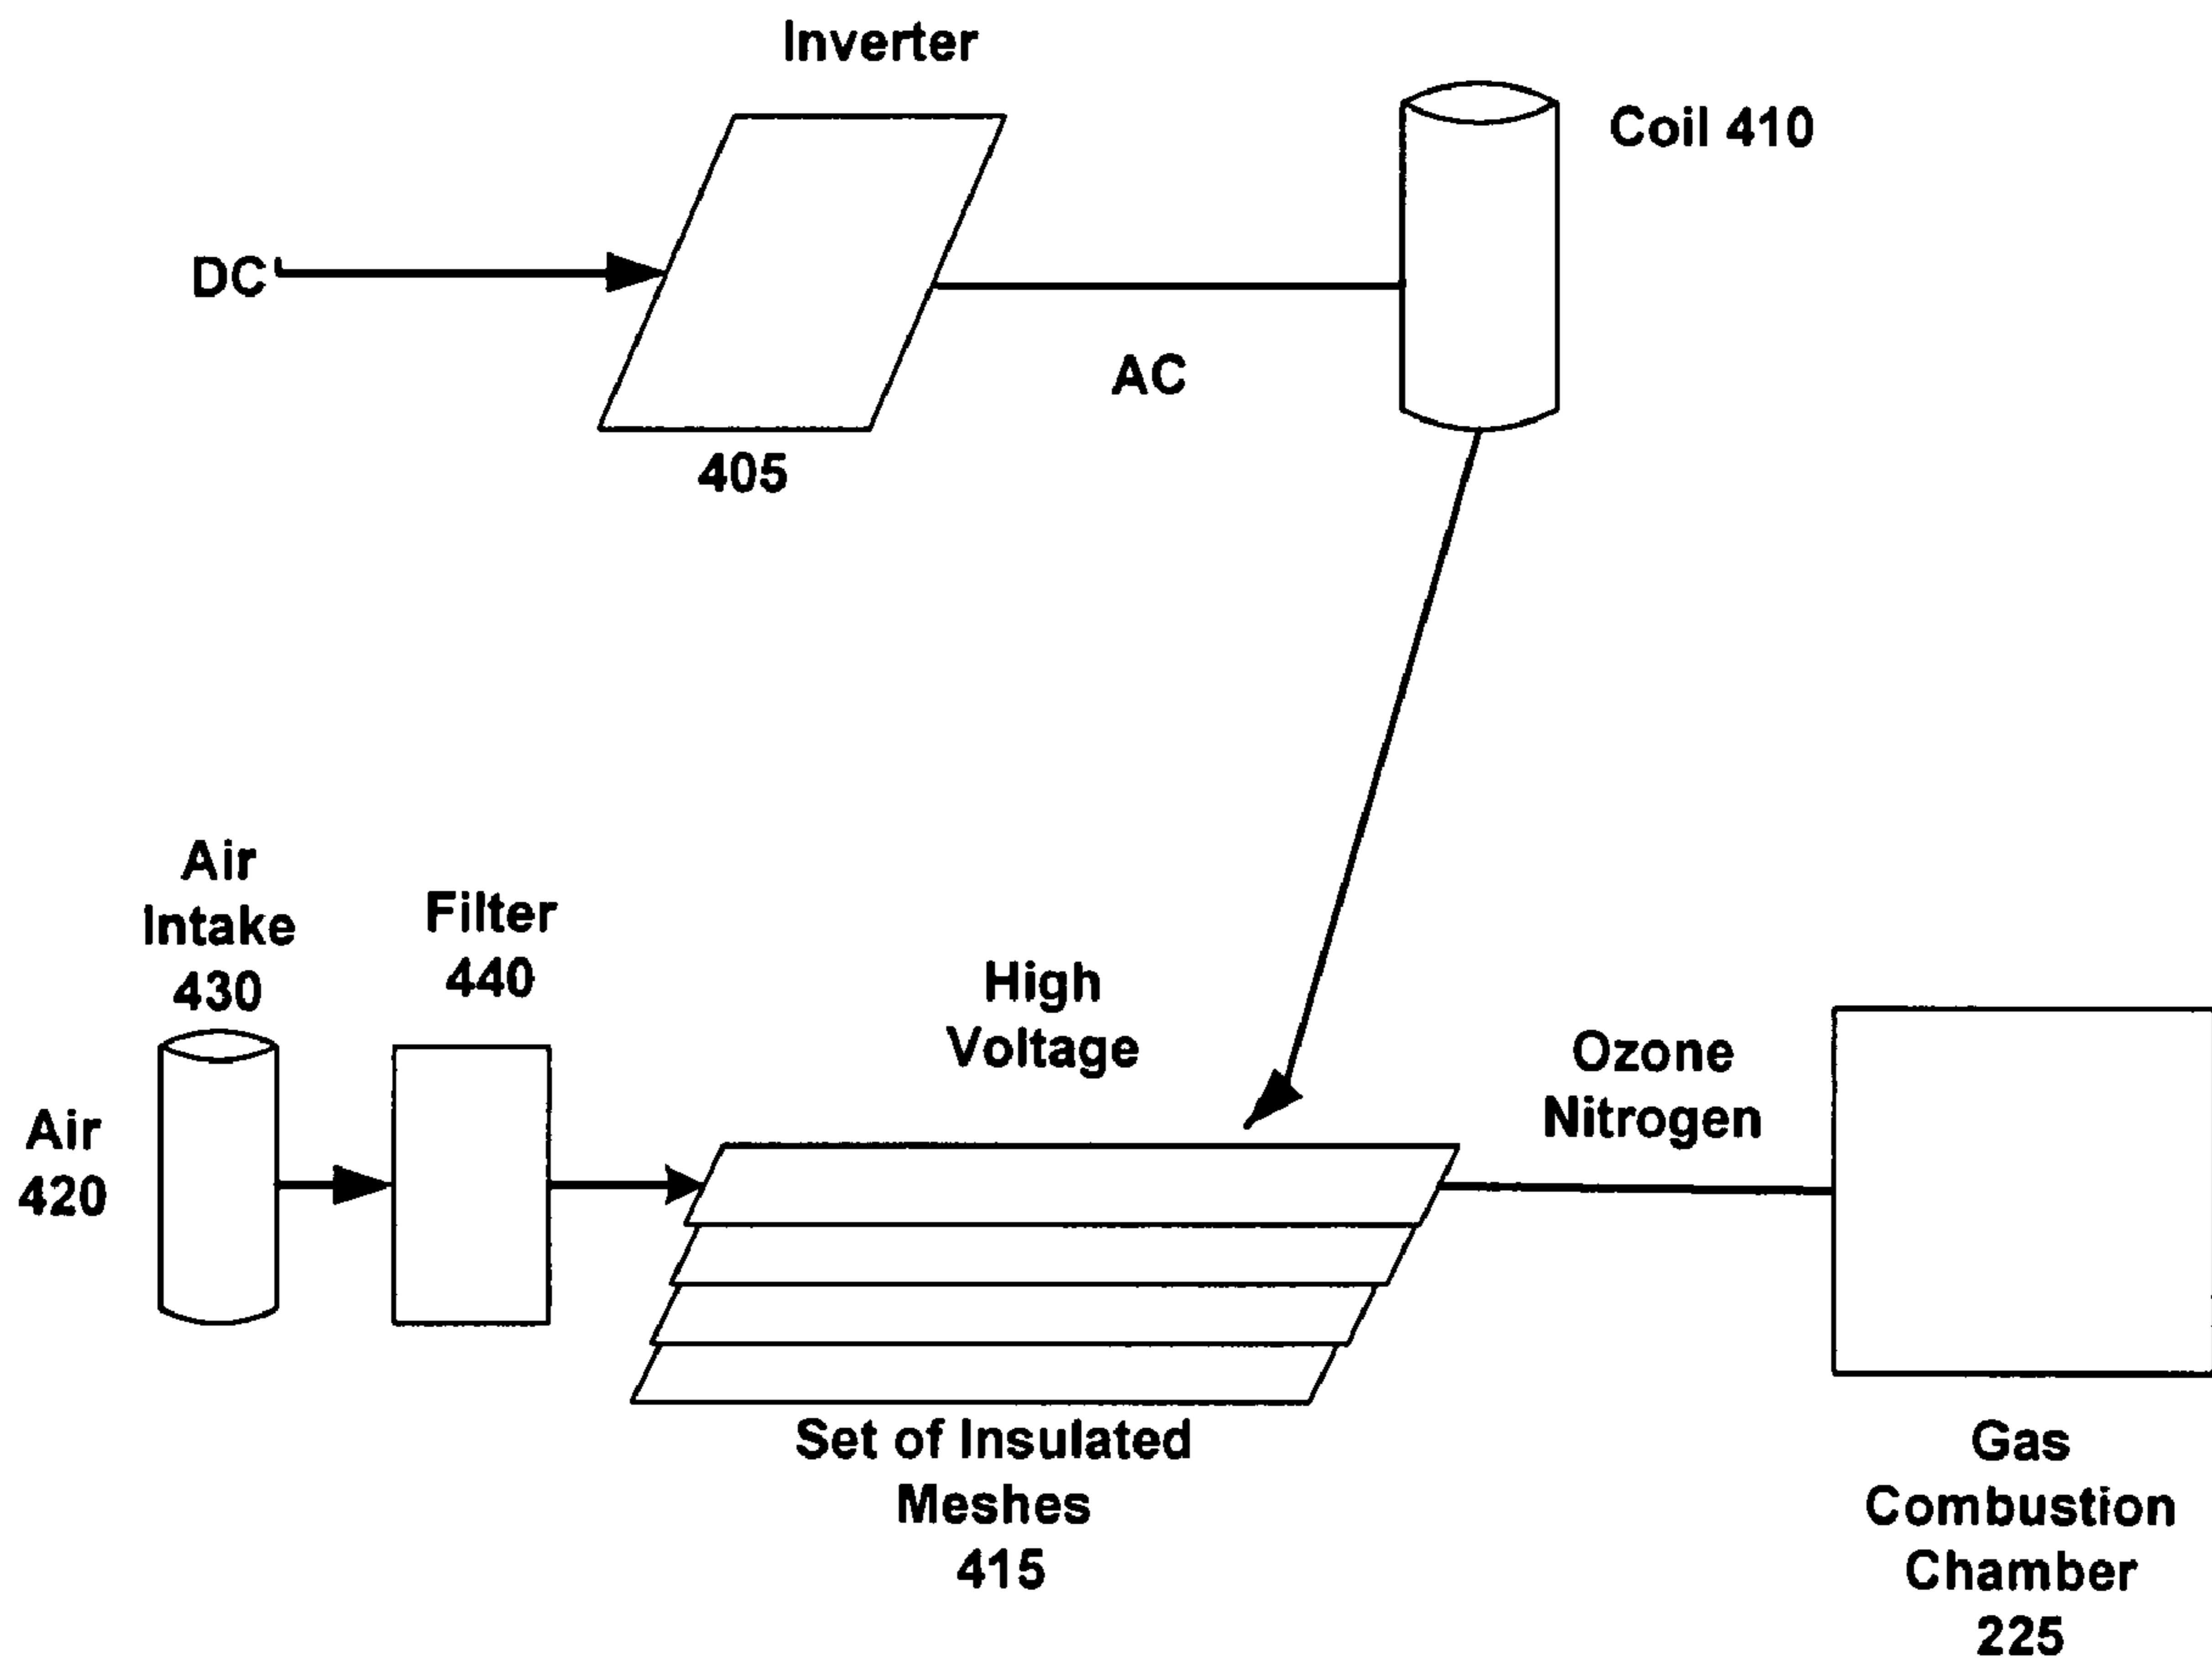 Inverter
Coil 410
DC
AC
405
Air
Intake
430
Filter
440
High
Voltage
Ozone
Nitrogen
Air
420
Set of Insulated
Meshes
415
Gas
Combustion
Chamber
225